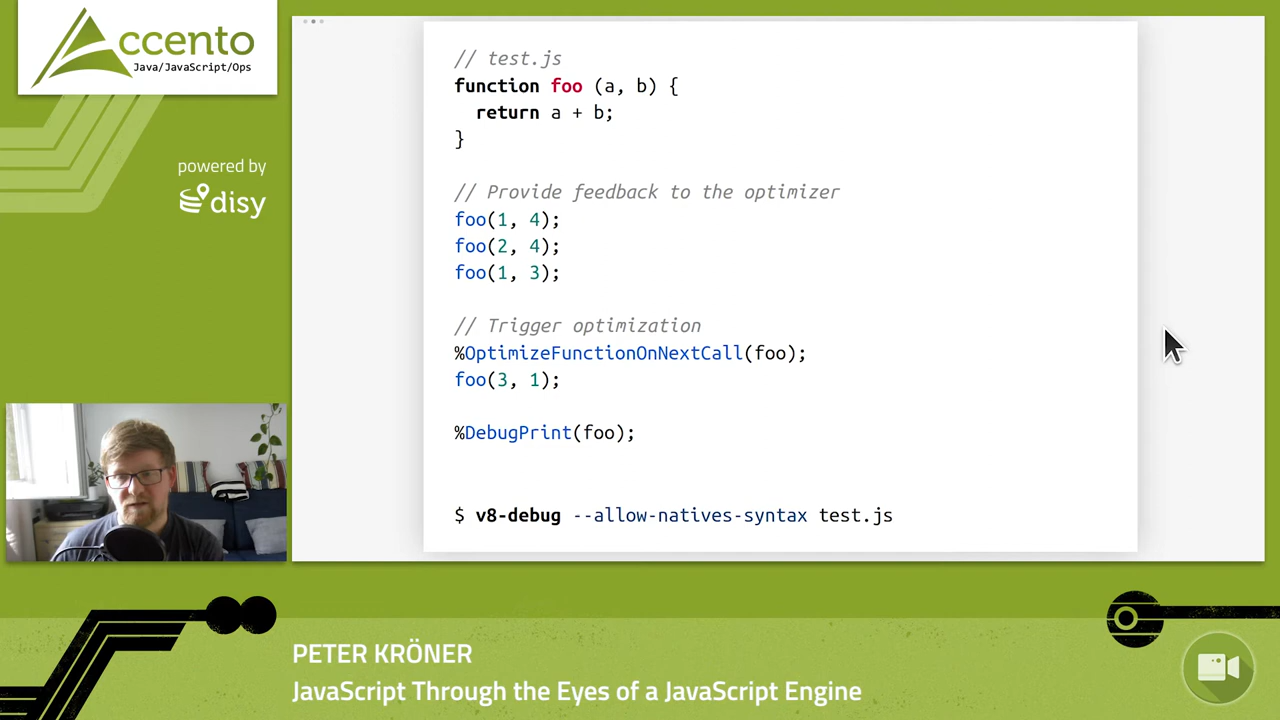 Accento
Java/JavaScript/Ops
powered by
disy
// test.js
function foo (a, b) {
return a + b;
}
// Provide feedback to the optimizer
foo(1, 4);
foo(2, 4);
foo(1, 3);
// Trigger optimization
%OptimizeFunctionOnNextCall(foo);
foo(3, 1);
%DebugPrint(foo);
$ v8-debug --allow-natives-syntax test.js
PETER KRÖNER
JavaScript Through the Eyes of a JavaScript Engine